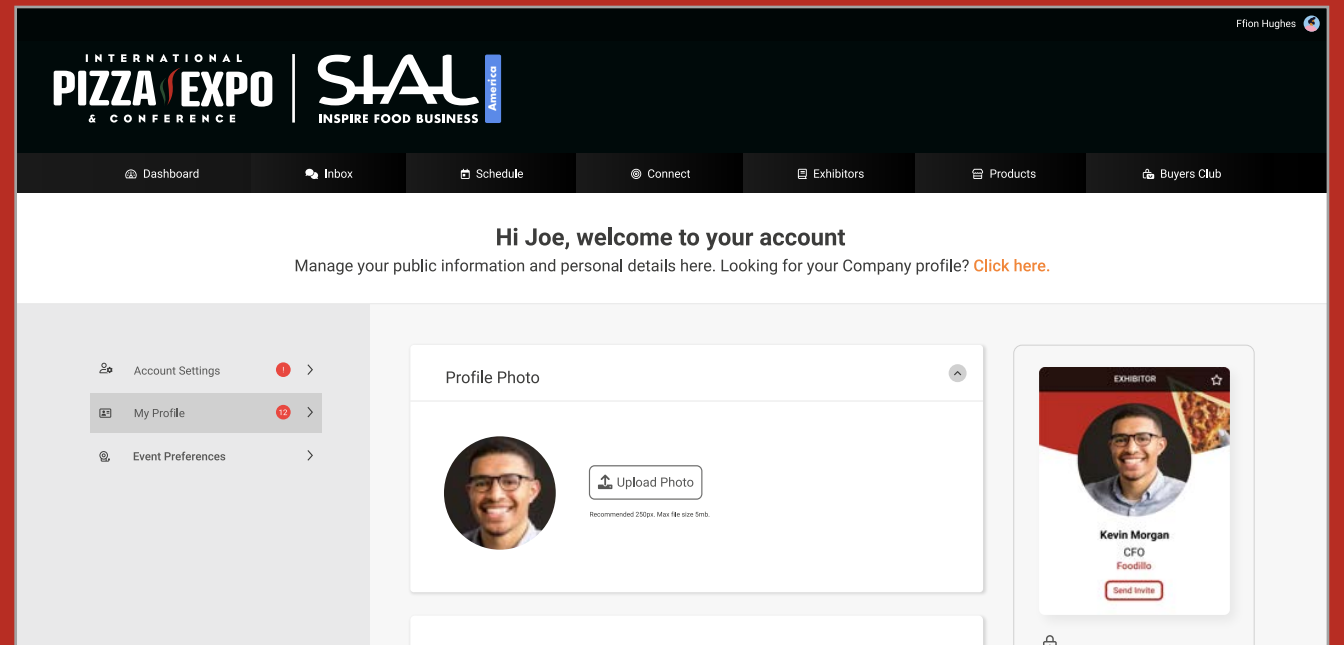 Ffion Hughes
INTERNATIONAL
PIZZA EXPO
& CONFERENCE
SIAL
INSPIRE FOOD BUSINESS
America
Dashboard
Inbox
Schedule
Connect
Exhibitors
Products
Buyers Club
Hi Joe, welcome to your account
Manage your public information and personal details here. Looking for your Company profile? Click here.
Account Settings
!
My Profile
12
Event Preferences
Profile Photo
Upload Photo
Recommended 250px. Max file size 5mb.
EXHIBITOR
Kevin Morgan
CFO
Foodillo
Send Invite